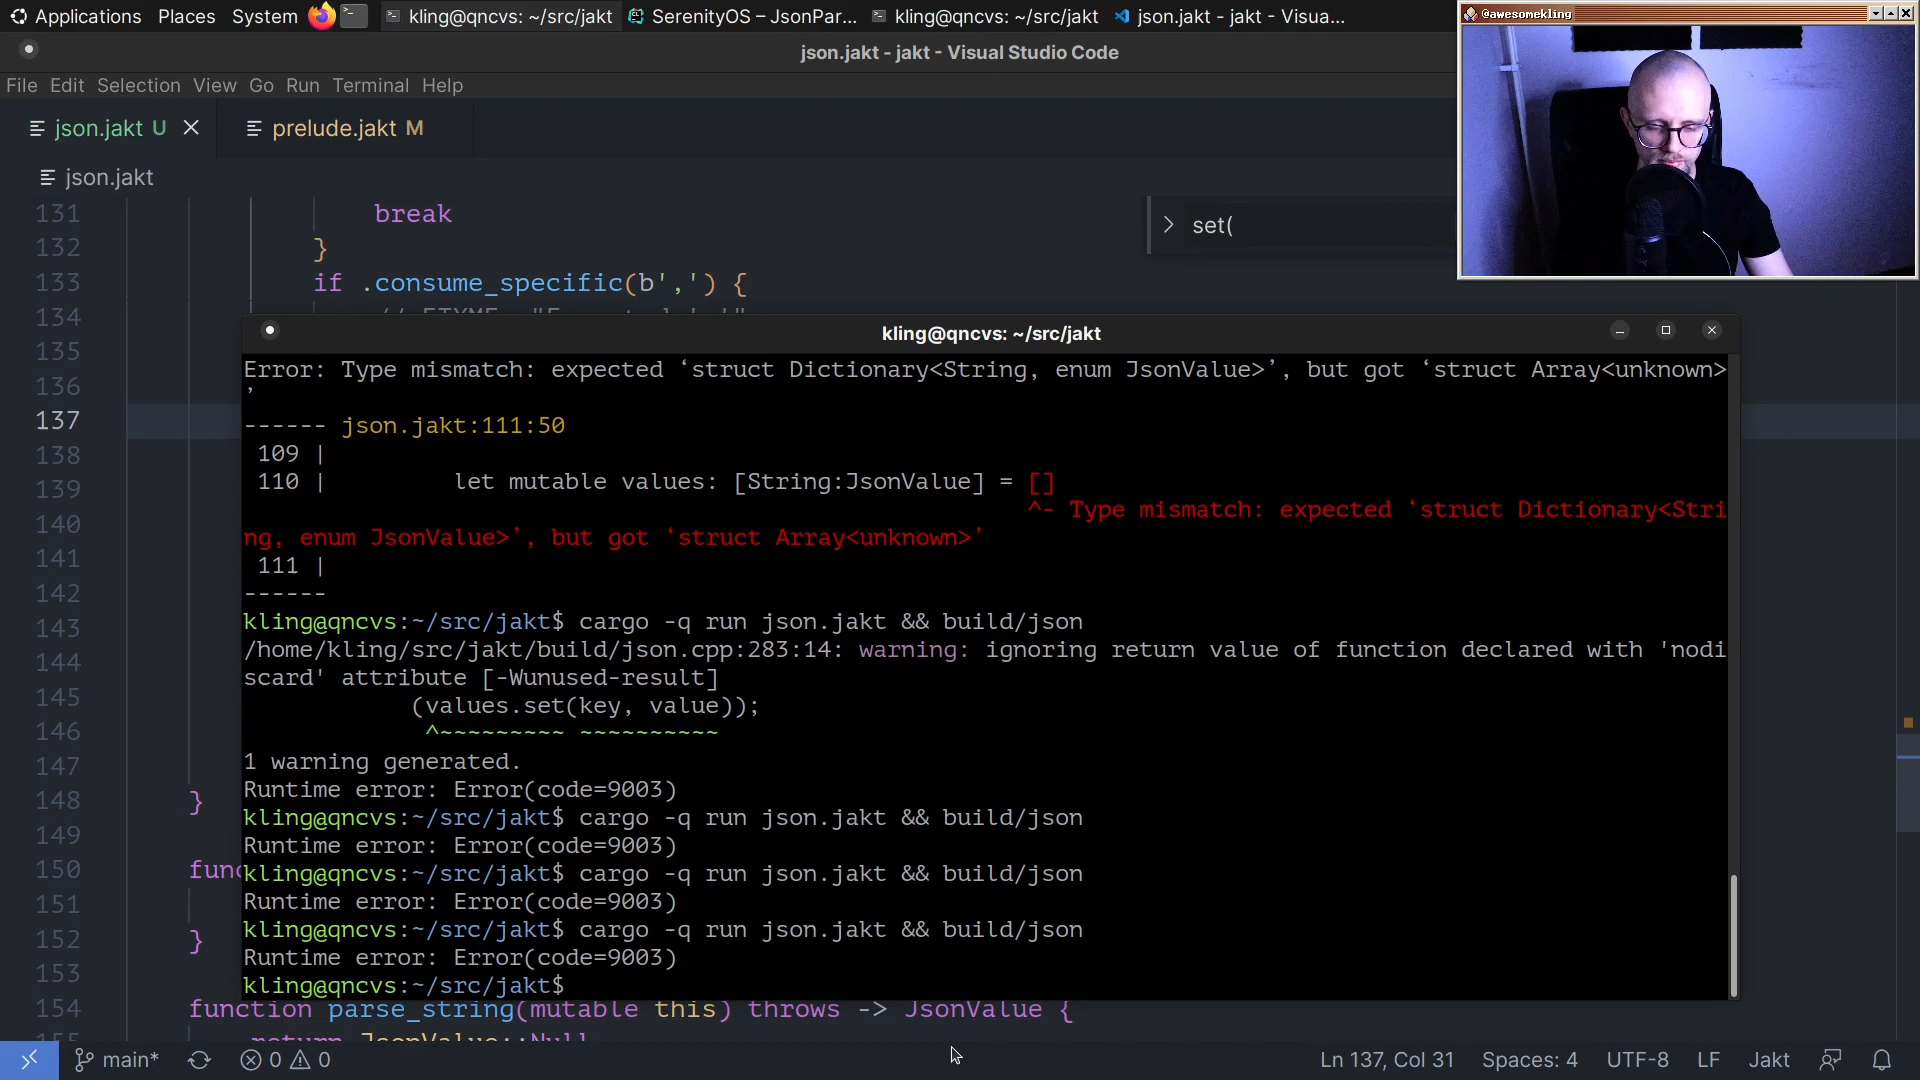 Applications Places System kling@qncvs: ~/src/jakt SerenityOS – JsonPar... kling@qncvs: ~/src/jakt json.jakt - jakt - Visua...
@awesomekling
json.jakt - jakt - Visual Studio Code
File Edit Selection View Go Run Terminal Help
json.jakt U prelude.jakt M
json.jakt
131 break
set(
132 }
133 if .consume_specific(b',') {
134
135
136
137
138
139
140
141
142
143
144
145
146
147
148 }
149
150
151
152 }
153
154 function parse_string(mutable this) throws -> JsonValue {
155 return JsonValue::Null
kling@qncvs: ~/src/jakt
Error: Type mismatch: expected ‘struct Dictionary<String, enum JsonValue>’, but got ‘struct Array<unknown>
’
------ json.jakt:111:50
109 |
110 | let mutable values: [String:JsonValue] = []
^- Type mismatch: expected ‘struct Dictionary<Stri
ng, enum JsonValue>’, but got ‘struct Array<unknown>’
111 |
------
kling@qncvs:~/src/jakt$ cargo -q run json.jakt && build/json
/home/kling/src/jakt/build/json.cpp:283:14: warning: ignoring return value of function declared with 'nodi
scard' attribute [-Wunused-result]
(values.set(key, value));
^~~~~~~~~~ ~~~~~~~~~~
1 warning generated.
Runtime error: Error(code=9003)
kling@qncvs:~/src/jakt$ cargo -q run json.jakt && build/json
Runtime error: Error(code=9003)
kling@qncvs:~/src/jakt$ cargo -q run json.jakt && build/json
Runtime error: Error(code=9003)
kling@qncvs:~/src/jakt$ cargo -q run json.jakt && build/json
Runtime error: Error(code=9003)
kling@qncvs:~/src/jakt$
main* 0 0 Ln 137, Col 31 Spaces: 4 UTF-8 LF Jakt